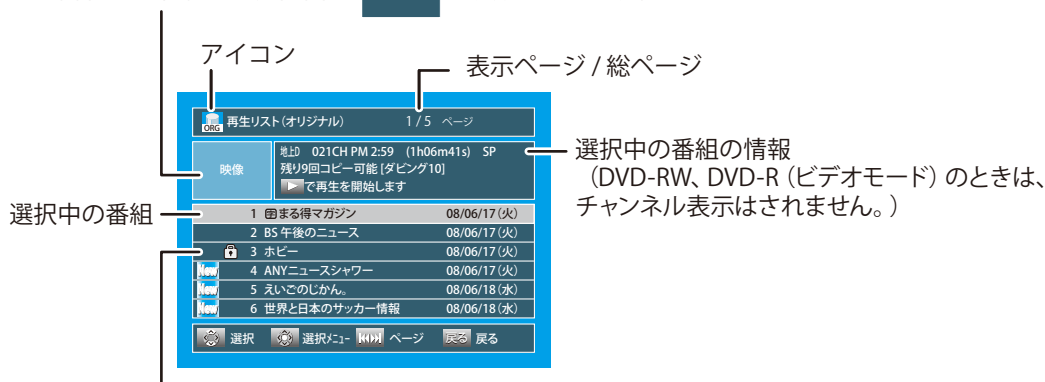 アイコン
表示ページ / 総ページ
ORG 再生リスト(オリジナル) 1/5 ページ
映像
地上D 021CH PM 2:59 (1h06m41s) SP
残り9回コピー可能 [ダビング10]
で再生を開始します
選択中の番組の情報
(DVD-RW、DVD-R(ビデオモード)のときは、
チャンネル表示はされません。)
選択中の番組
1 まる得マガジン 08/06/17(火)
2 BS 午後のニュース 08/06/17(火)
3 ホビー 08/06/17(火)
New 4 ANYニュースシャワー 08/06/17(火)
New 5 えいごのじかん。 08/06/18(水)
New 6 世界と日本のサッカー情報 08/06/18(水)
選択 選択メニュー ページ 戻る 戻る